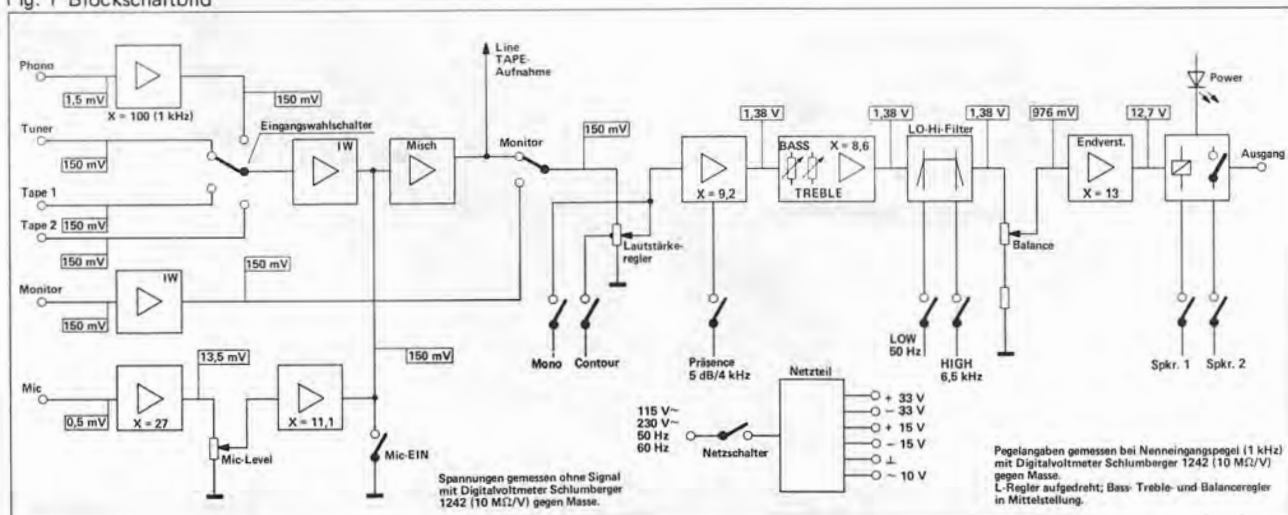 Fig. 1 Blockschaltbild
Phono
1,5 mV
X = 100 (1 kHz)
150 mV
Eingangswahlschalter
Tuner
150 mV
Tape 1
150 mV
Tape 2
150 mV
Monitor
150 mV
IW
150 mV
Mic
0,5 mV
X = 27
13,5 mV
Mic-Level
X = 11,1
150 mV
Mic-EIN
IW
Misch
Line
TAPE-
Aufnahme
Monitor
150 mV
Lautstärke-
regler
Mono
Contour
X = 9,2
Präsence
5 dB/4 kHz
1,38 V
BASS
X = 8,6
TREBLE
1,38 V
LO-Hi-Filter
LOW
50 Hz
HIGH
6,5 kHz
1,38 V
Balance
976 mV
Endverst.
X = 13
12,7 V
Power
Ausgang
Spkr. 1
Spkr. 2
115 V~
230 V~
50 Hz
60 Hz
Netzschalter
Netzteil
+ 33 V
− 33 V
+ 15 V
− 15 V
⊥
~ 10 V
Spannungen gemessen ohne Signal
mit Digitalvoltmeter Schlumberger
1242 (10 MΩ/V) gegen Masse.
Pegelangaben gemessen bei Nenneingangspegel (1 kHz)
mit Digitalvoltmeter Schlumberger 1242 (10 MΩ/V)
gegen Masse.
L-Regler aufgedreht; Bass- Treble- und Balanceregler
in Mittelstellung.